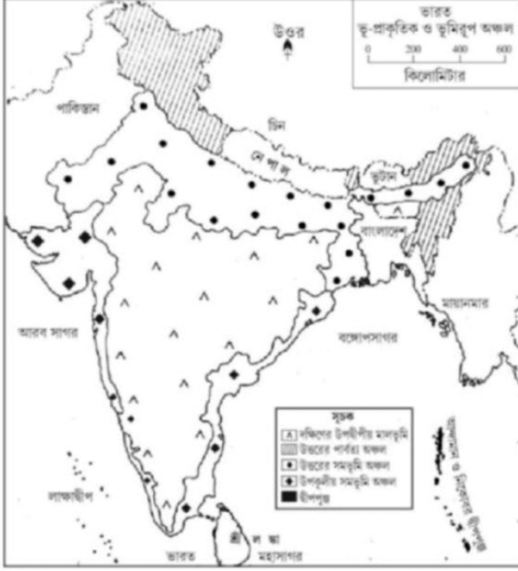 ভারত
ভূ-প্রাকৃতিক ও ভূমিরূপ অঞ্চল
0 200 400 600
কিলোমিটার
উওর
পাকিস্তান
চিন
নেপাল
ভুটান
বাংলাদেশ
মায়ানমার
আরব সাগর
বঙ্গোপসাগর
সূচক
দক্ষিণের উপদ্বীপীয় মালভূমি
উত্তরের পার্বত্য অঞ্চল
উত্তরের সমভূমি অঞ্চল
উপকূলীয় সমভূমি অঞ্চল
দ্বীপপুঞ্জ
লাক্ষাদ্বীপ
আন্দামান ও নিকোবর দ্বীপপুঞ্জ
শ্রী লঙ্কা
ভারত মহাসাগর